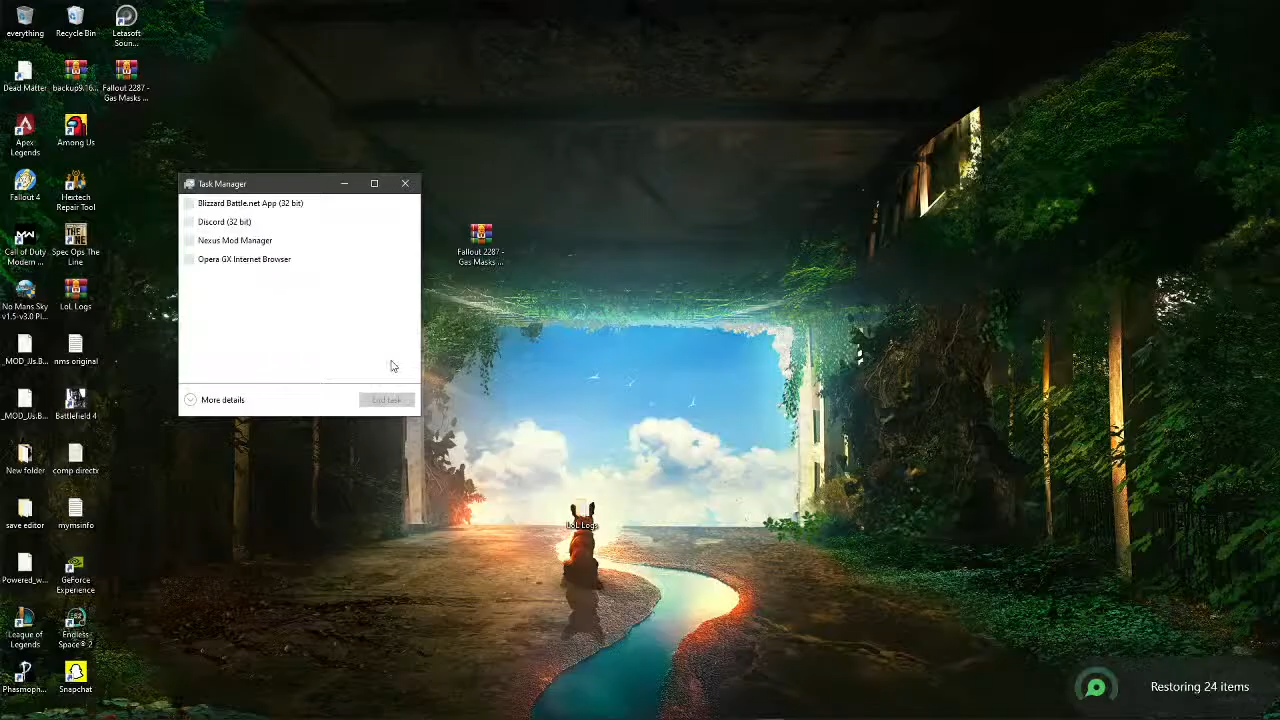 everything
Recycle Bin
Letasoft
Soun...
Dead Matter
backup9.16...
Fallout 2287 -
Gas Masks ...
Apex
Legends
Among Us
Fallout 4
Hextech
Repair Tool
Call of Duty
Modern ...
Spec Ops The
Line
No Mans Sky
v1.5-v3.0 Pl...
LoL Logs
_MOD_JJs.B...
nms original
_MOD_JJs.B...
Battlefield 4
New folder
comp directx
save editor
mymsinfo
Powered_w...
GeForce
Experience
League of
Legends
Endless
Space® 2
Phasmoph...
Snapchat
Task Manager
Blizzard Battle.net App (32 bit)
Discord (32 bit)
Nexus Mod Manager
Opera GX Internet Browser
More details
End task
Fallout 2287 -
Gas Masks ...
LoL Logs
Restoring 24 items